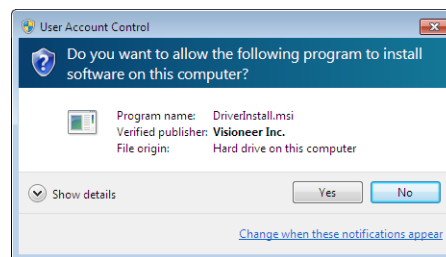 User Account Control
Do you want to allow the following program to install
software on this computer?
Program name: DriverInstall.msi
Verified publisher: Visioneer Inc.
File origin: Hard drive on this computer
Show details
Yes No
Change when these notifications appear